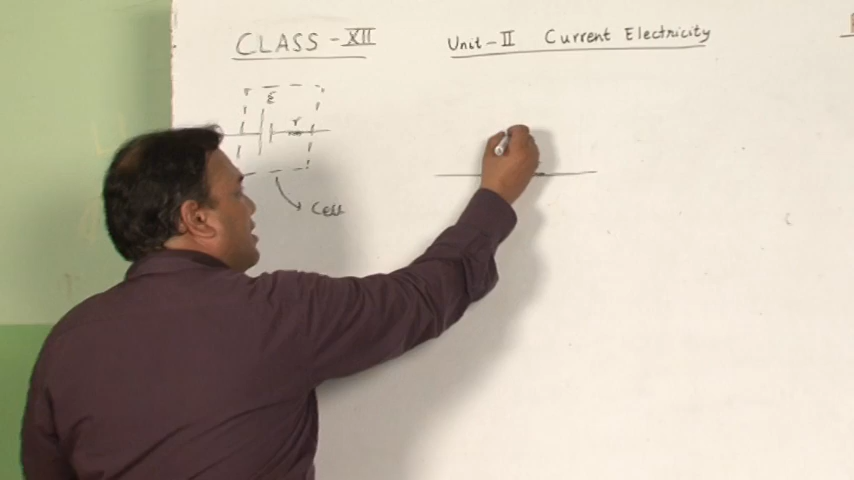 CLASS - XII
Unit - II Current Electricity
ε
r
Cell